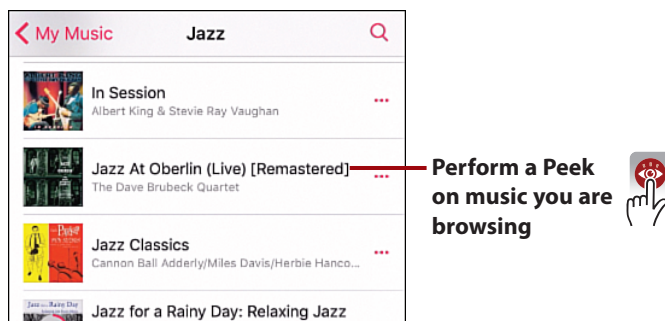 My Music
Jazz
In Session
Albert King & Stevie Ray Vaughan
Jazz At Oberlin (Live) [Remastered]
The Dave Brubeck Quartet
Perform a Peek
on music you are
browsing
Jazz Classics
Cannon Ball Adderly/Miles Davis/Herbie Hanco...
Jazz for a Rainy Day: Relaxing Jazz